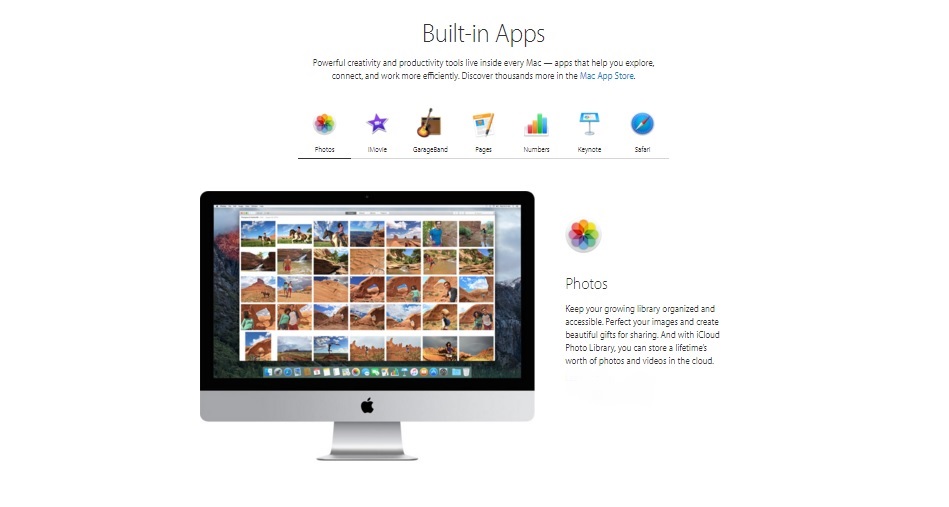 Built-in Apps
Powerful creativity and productivity tools live inside every Mac — apps that help you explore,
connect, and work more efficiently. Discover thousands more in the Mac App Store.
Photos iMovie GarageBand Pages Numbers Keynote Safari
Photos
Keep your growing library organized and
accessible. Perfect your images and create
beautiful gifts for sharing. And with iCloud
Photo Library, you can store a lifetime's
worth of photos and videos in the cloud.